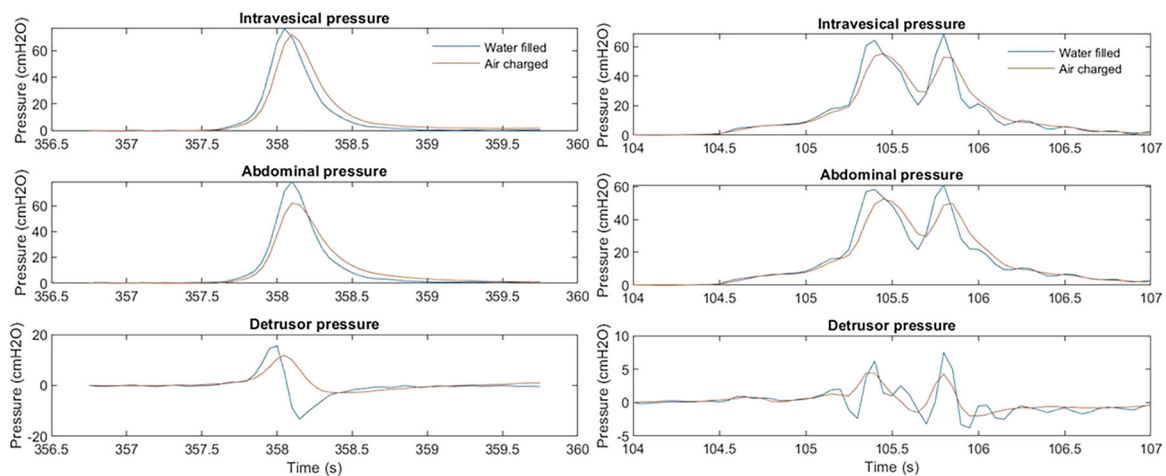 Intravesical pressure
Pressure (cmH2O)
60
40
20
0
Water filled
Air charged
356.5 357 357.5 358 358.5 359 359.5 360
Abdominal pressure
Pressure (cmH2O)
60
40
20
0
356.5 357 357.5 358 358.5 359 359.5 360
Detrusor pressure
Pressure (cmH2O)
20
0
-20
356.5 357 357.5 358 358.5 359 359.5 360
Time (s)
Intravesical pressure
Pressure (cmH2O)
60
40
20
0
Water filled
Air charged
104 104.5 105 105.5 106 106.5 107
Abdominal pressure
Pressure (cmH2O)
60
40
20
0
104 104.5 105 105.5 106 106.5 107
Detrusor pressure
Pressure (cmH2O)
10
5
0
-5
104 104.5 105 105.5 106 106.5 107
Time (s)